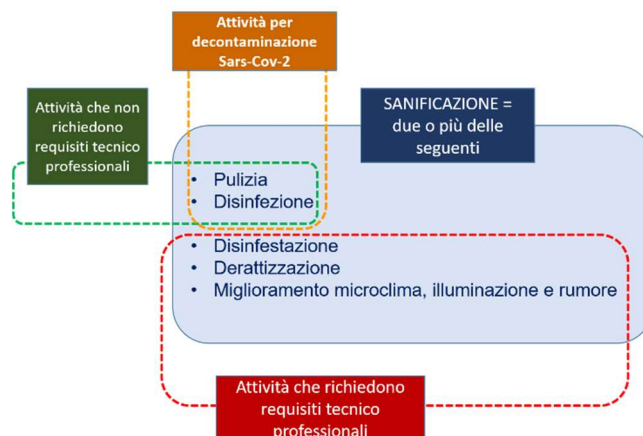 Attività per
decontaminazione
Sars-Cov-2
Attività che non
richiedono
requisiti tecnico
professionali
SANIFICAZIONE =
due o più delle
seguenti
• Pulizia
• Disinfezione
• Disinfestazione
• Derattizzazione
• Miglioramento microclima, illuminazione e rumore
Attività che richiedono
requisiti tecnico
professionali